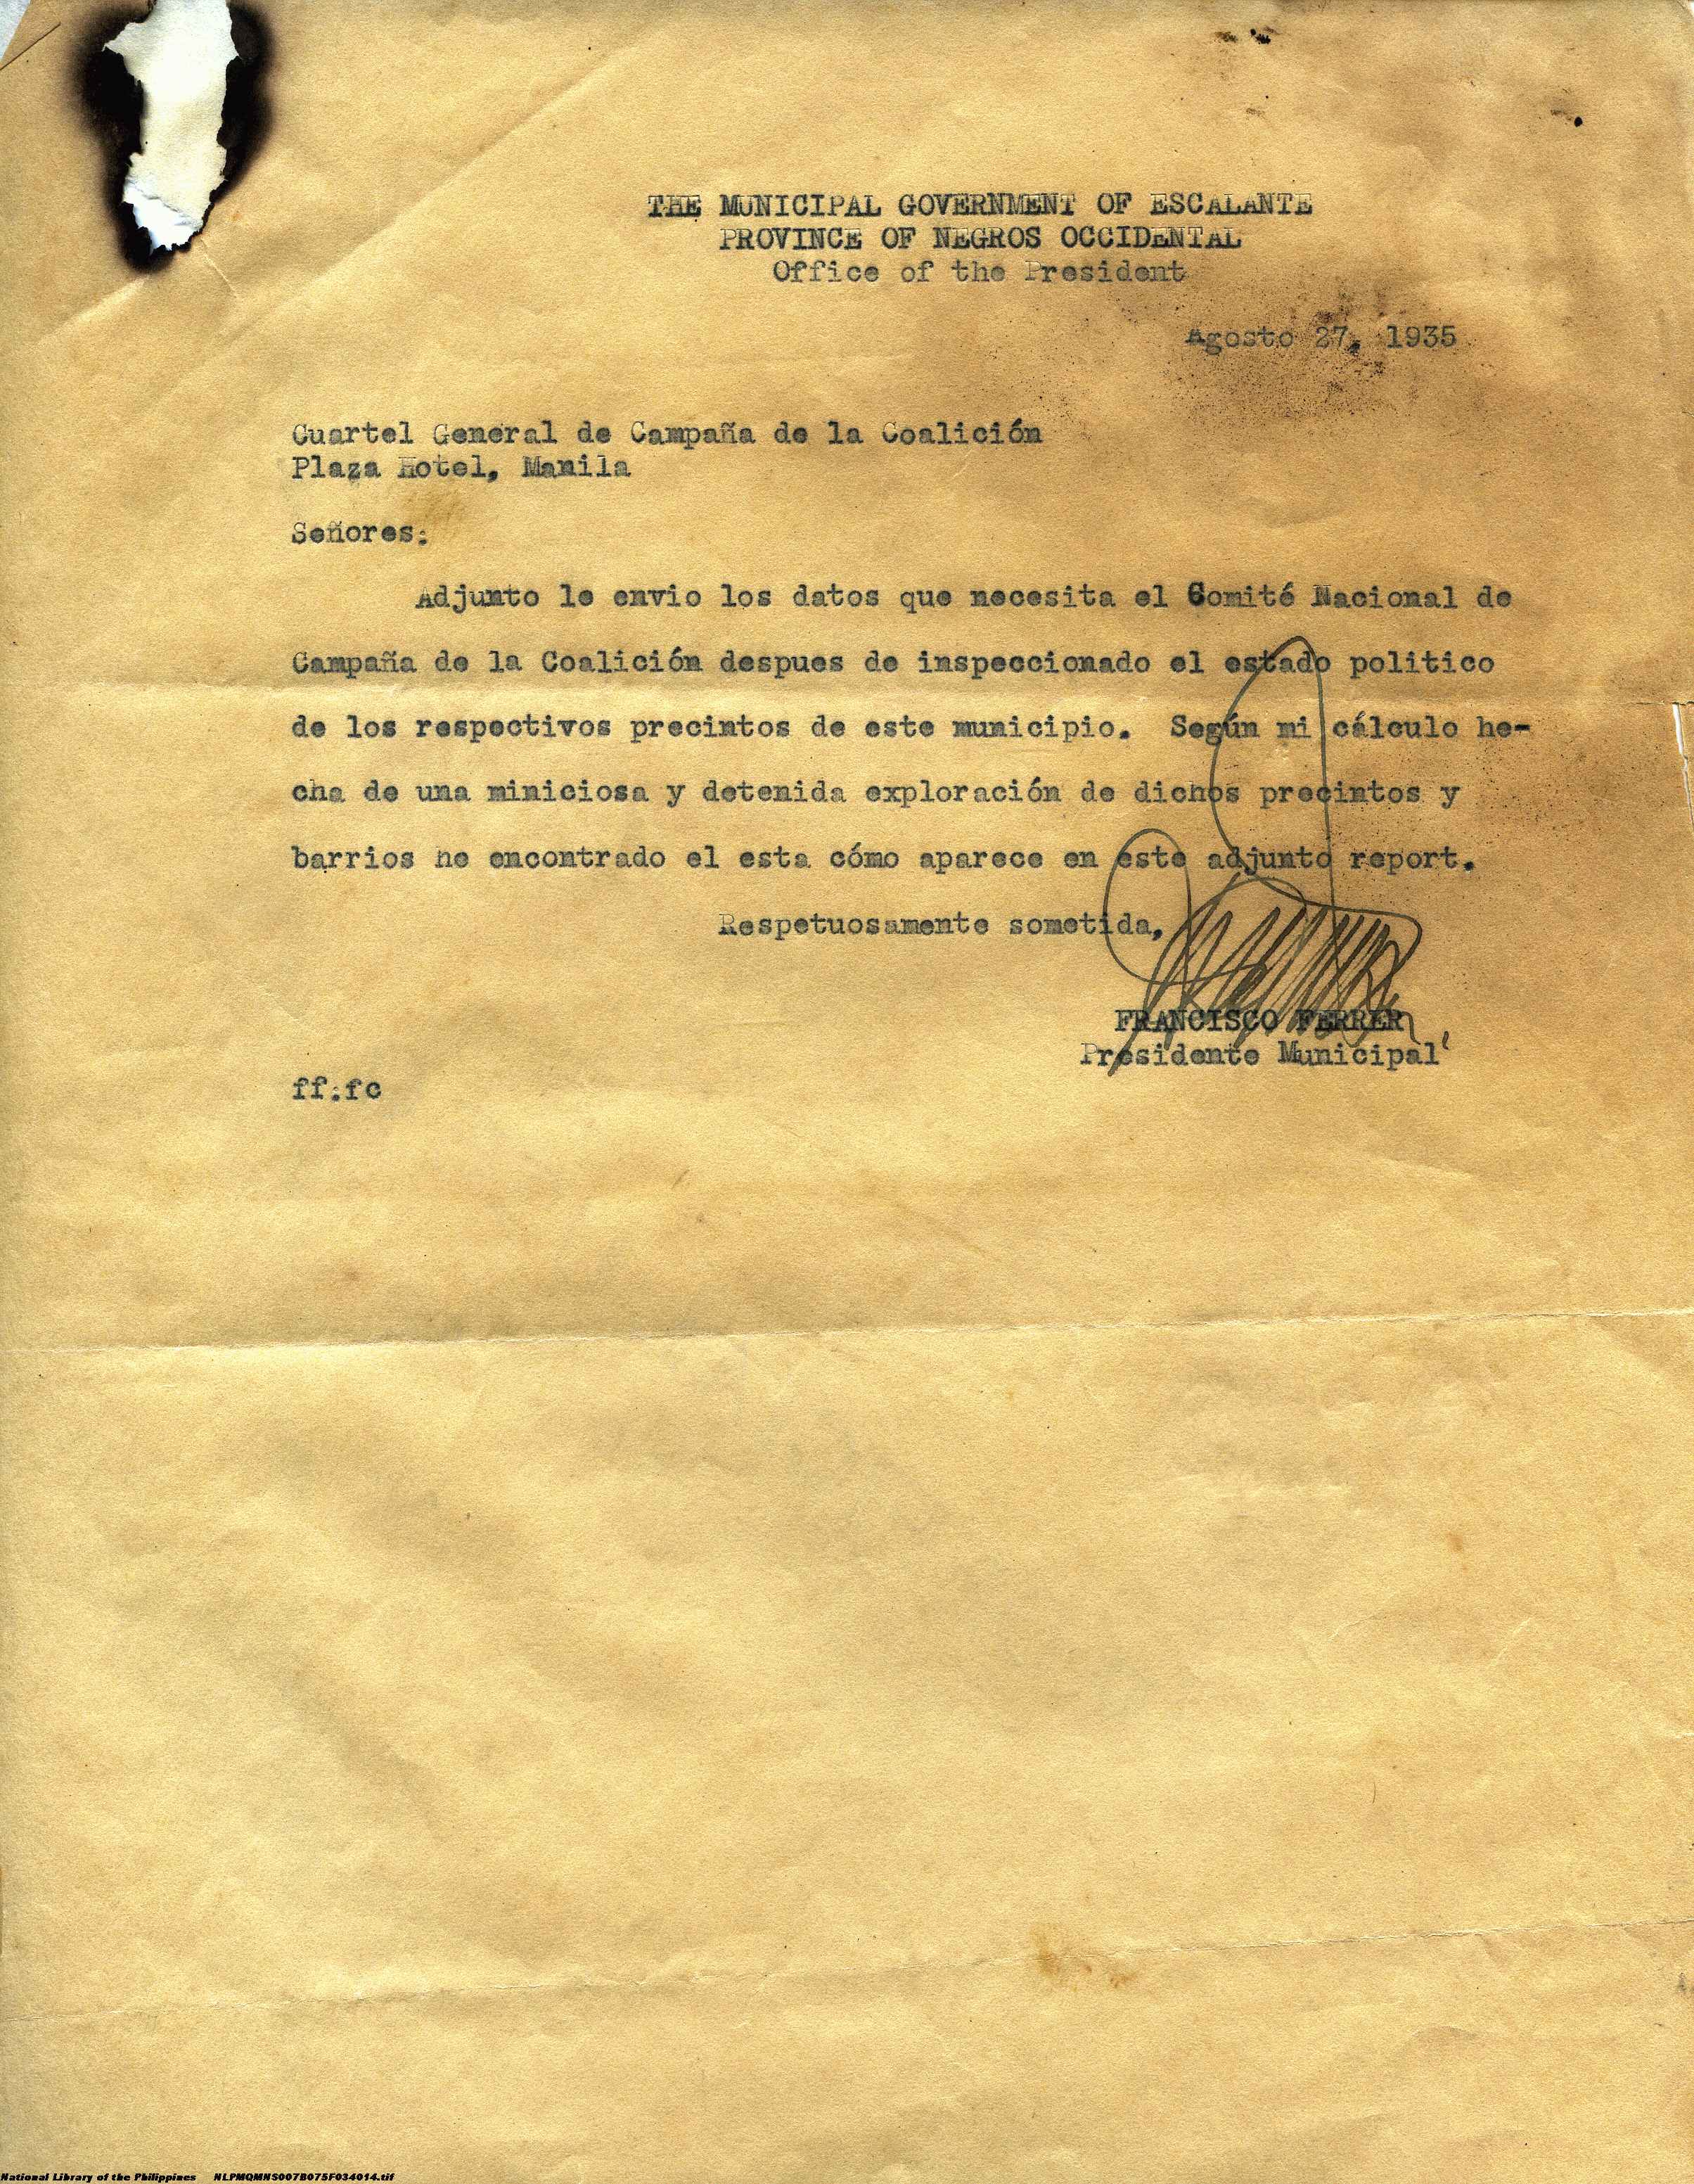 THE MUNICIPAL GOVERNMENT OF ESCALANTE
PROVINCE OF NEGROS OCCIDENTAL
Office of the President
Agosto 27, 1935
Cuartel General de Campaña de la Coalición
Plaza Hotel, Manila
Señores:
Adjunto le envio los datos que necesita el Comité Nacional de
Campaña de la Coalición despues de inspeccionado el estado politico
de los respectivos precintos de este municipio. Según mi cálculo he-
cha de una miniciosa y detenida exploración de dichos precintos y
barrios he encontrado el esta cómo aparece en este adjunto report.
Respetuosamente sometida,
FRANCISCO FERRER
Presidente Municipal
ff:fc
National Library of the Philippines NLPMQMNS007B075F034014.tif